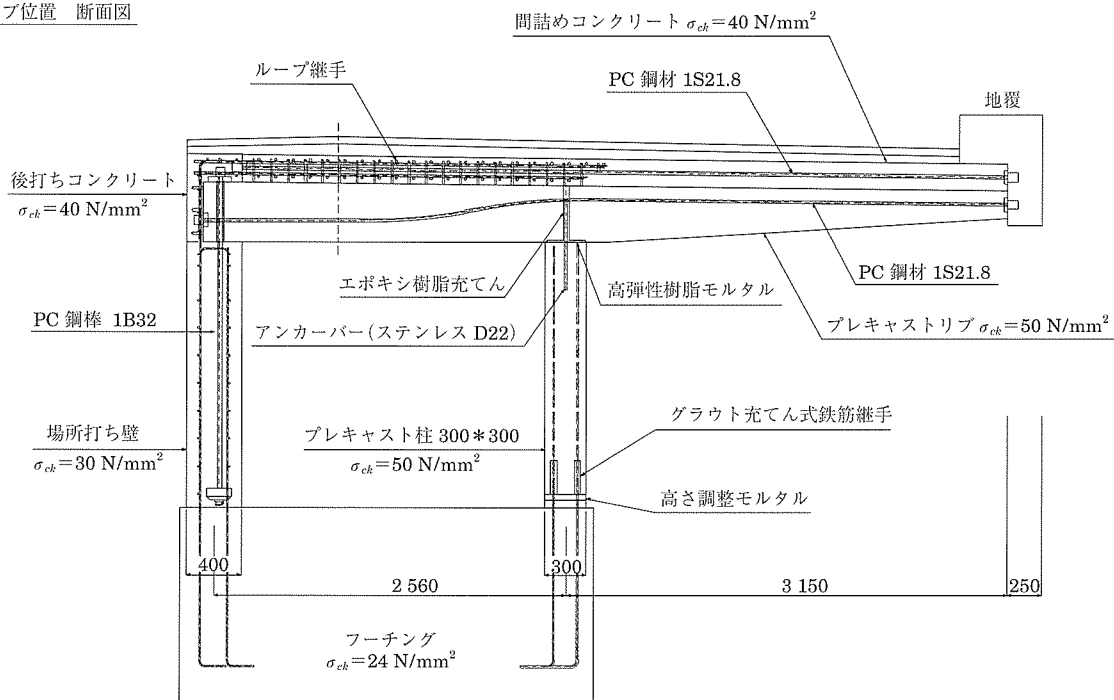 ブ位置 断面図
間詰めコンクリート σck=40 N/mm²
ループ継手
PC 鋼材 1S21.8
地覆
後打ちコンクリート
σck=40 N/mm²
エポキシ樹脂充てん
高弾性樹脂モルタル
PC 鋼材 1S21.8
PC 鋼棒 1B32
アンカーバー(ステンレス D22)
プレキャストリブ σck=50 N/mm²
グラウト充てん式鉄筋継手
場所打ち壁
σck=30 N/mm²
プレキャスト柱 300*300
σck=50 N/mm²
高さ調整モルタル
400
300
2 560
3 150
250
フーチング
σck=24 N/mm²